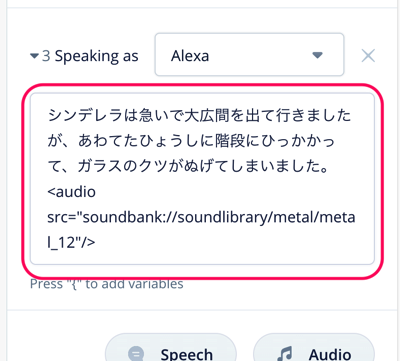 3 Speaking as
Alexa
シンデレラは急いで大広間を出て行きました
が、あわてたひょうしに階段にひっかかっ
て、ガラスのクツがぬげてしまいました。
<audio
src="soundbank://soundlibrary/metal/meta
l_12"/>
Press "{" to add variables
Speech
Audio